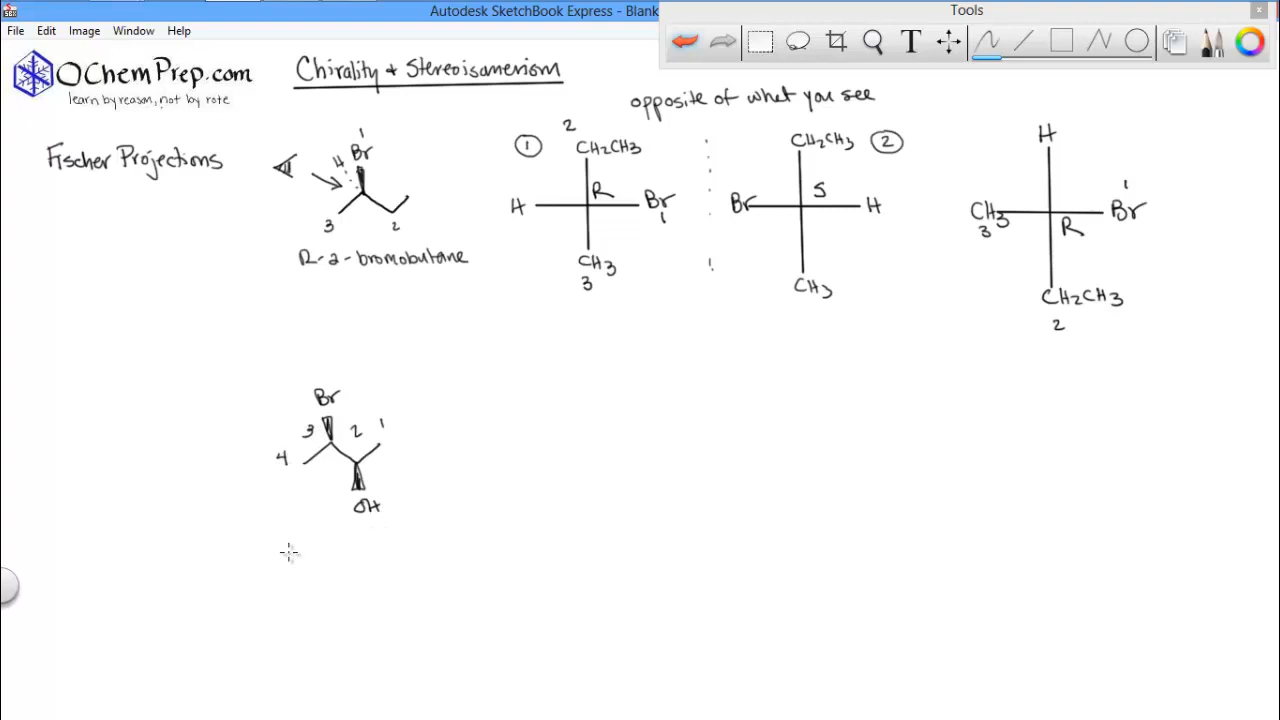 Autodesk SketchBook Express - Blank
Tools
File Edit Image Window Help
OChemPrep.com
learn by reason, not by rote
Chirality + Stereoisomerism
opposite of what you see
Fischer Projections
1
Br
4
3
2
R-2-bromobutane
1
2
CH2CH3
R
H
Br
1
CH3
3
CH2CH3
2
S
Br
H
CH3
H
1
CH3
Br
3
R
CH2CH3
2
Br
3
2
1
4
OH